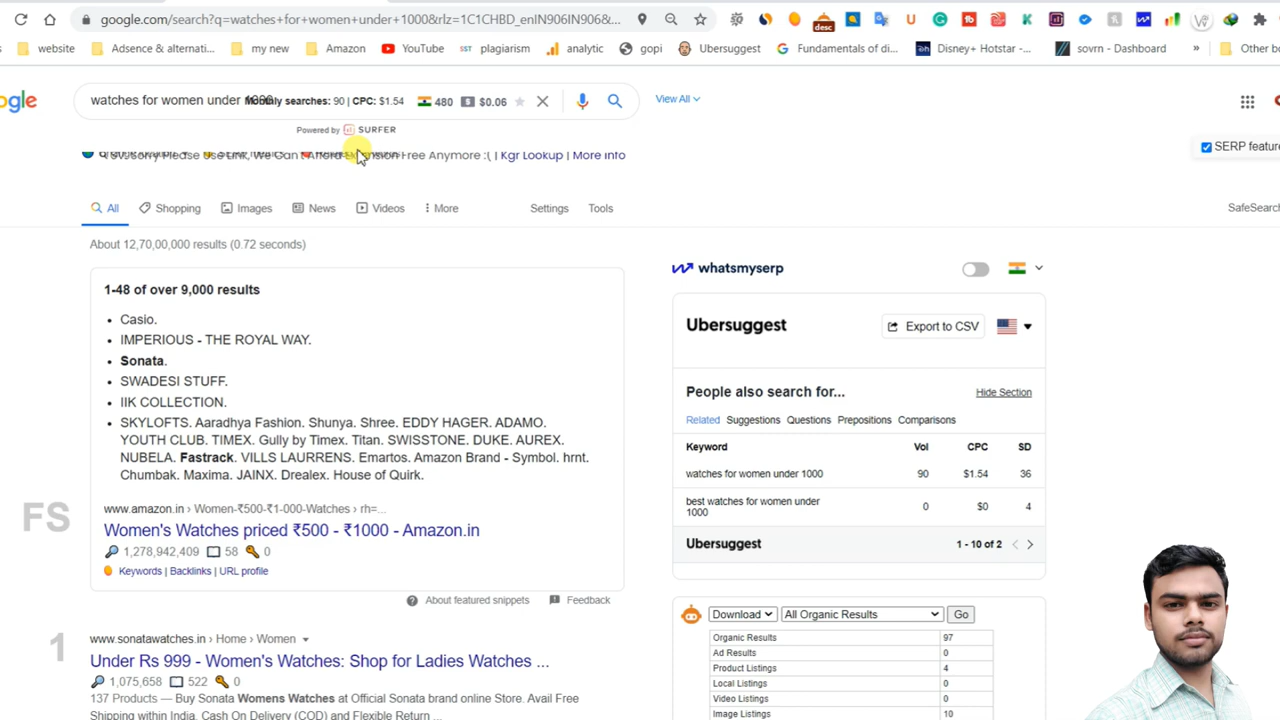 google.com/search?q=watches+for+women+under+1000&rlz=1C1CHBD_enIN906IN906&...
desc
website
Adsence & alternati...
my new
Amazon
YouTube
SST plagiarism
analytic
gopi
Ubersuggest
Fundamentals of di...
Disney+ Hotstar -...
sovrn - Dashboard
»
Other bo
ogle
watches for women under 1000 Monthly searches: 90 | CPC: $1.54 480 $0.06
View All
Powered by SURFER
Sorry Please Use Link, We Can't Afford Extension Free Anymore :( | Kgr Lookup | More info
SERP feature
All
Shopping
Images
News
Videos
More
Settings
Tools
SafeSearch
About 12,70,00,000 results (0.72 seconds)
1-48 of over 9,000 results
• Casio.
• IMPERIOUS - THE ROYAL WAY.
• Sonata.
• SWADESI STUFF.
• IIK COLLECTION.
• SKYLOFTS. Aaradhya Fashion. Shunya. Shree. EDDY HAGER. ADAMO.
YOUTH CLUB. TIMEX. Gully by Timex. Titan. SWISSTONE. DUKE. AUREX.
NUBELA. Fastrack. VILLS LAURRENS. Emartos. Amazon Brand - Symbol. hrnt.
Chumbak. Maxima. JAINX. Drealex. House of Quirk.
FS
www.amazon.in › Women-₹500-₹1-000-Watches › rh=...
Women's Watches priced ₹500 - ₹1000 - Amazon.in
1,278,942,409 58 0
Keywords | Backlinks | URL profile
About featured snippets
Feedback
1
www.sonatawatches.in › Home › Women
Under Rs 999 - Women's Watches: Shop for Ladies Watches ...
1,075,658 522 0
137 Products — Buy Sonata Womens Watches at Official Sonata brand online Store. Avail Free
Shipping within India, Cash On Delivery (COD) and Flexible Return ...
whatsmyserp
Ubersuggest
Export to CSV
People also search for...
Hide Section
Related
Suggestions
Questions
Prepositions
Comparisons
Keyword Vol CPC SD
watches for women under 1000 90 $1.54 36
best watches for women under
1000 0 $0 4
Ubersuggest
1 - 10 of 2
Download
All Organic Results
Go
Organic Results 97
Ad Results 0
Product Listings 4
Local Listings 0
Video Listings 0
Image Listings 10